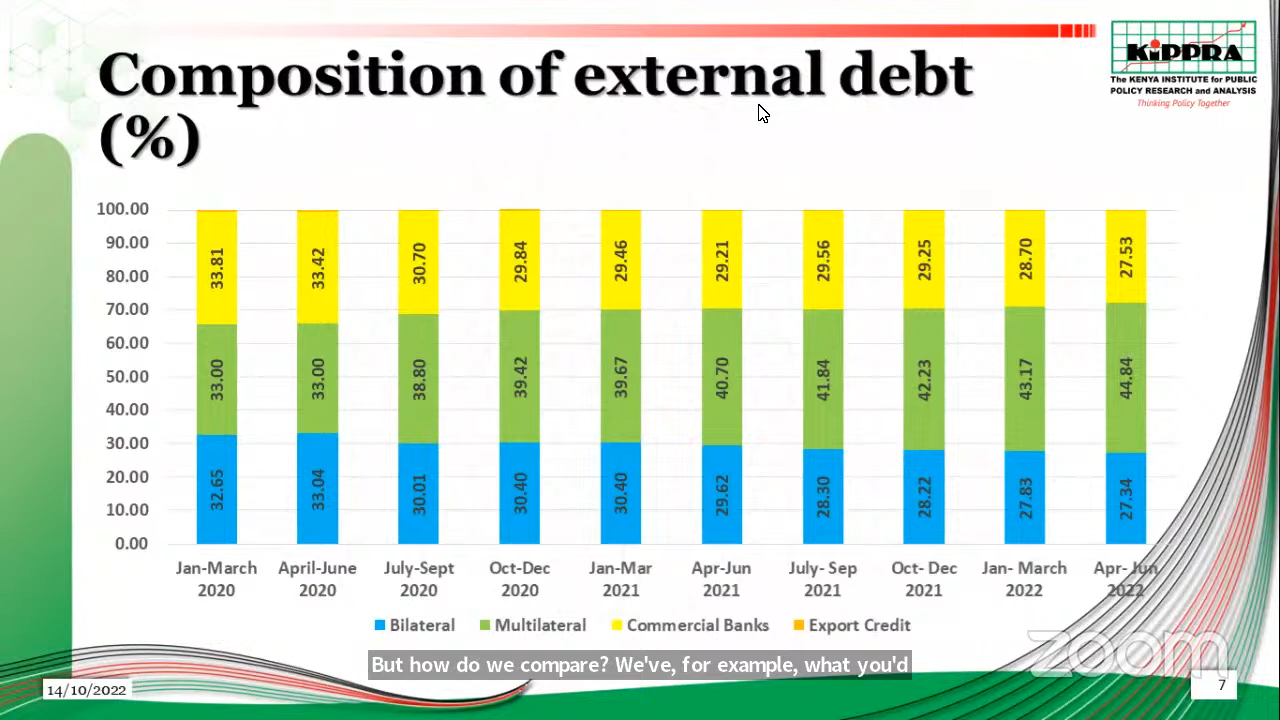 Composition of external debt
(%)
KIPPRA
The KENYA INSTITUTE for PUBLIC
POLICY RESEARCH and ANALYSIS
Thinking Policy Together
100.00
90.00
80.00
70.00
60.00
50.00
40.00
30.00
20.00
10.00
0.00
33.81 33.42 30.70 29.84 29.46 29.21 29.56 29.25 28.70 27.53
33.00 33.00 38.80 39.42 39.67 40.70 41.84 42.23 43.17 44.84
32.65 33.04 30.01 30.40 30.40 29.62 28.30 28.22 27.83 27.34
Jan-March April-June July-Sept Oct-Dec Jan-Mar Apr-Jun July- Sep Oct- Dec Jan- March Apr- Jun
2020 2020 2020 2020 2021 2021 2021 2021 2022 2022
Bilateral Multilateral Commercial Banks Export Credit
zoom
But how do we compare? We've, for example, what you'd
14/10/2022
7